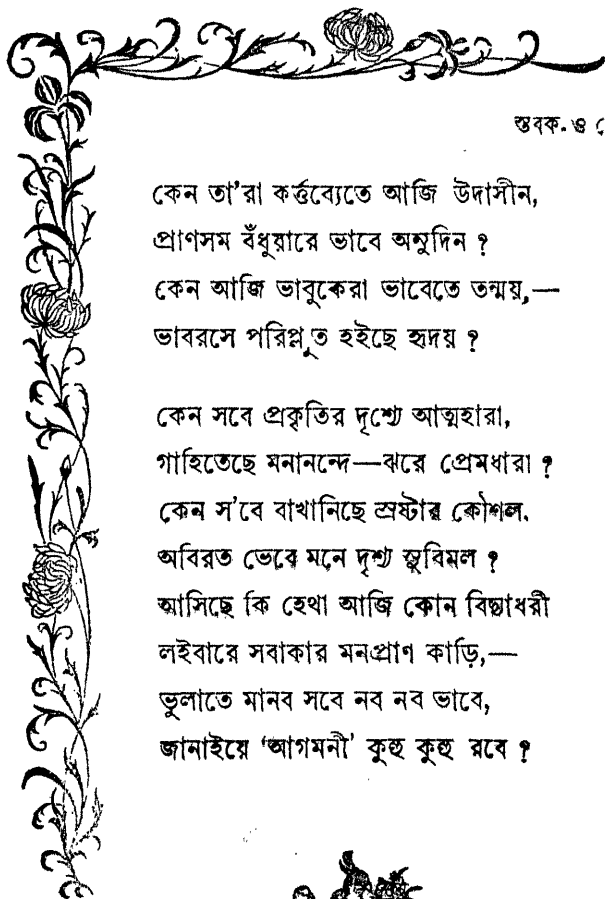 স্তবক-ও
কেন তা'রা কর্ত্তব্যেতে আজি উদাসীন,
প্রাণসম বঁধুয়ারে ভাবে অনুদিন ?
কেন আজি ভাবুকেরা ভাবেতে তন্ময়,—
ভাবরসে পরিপ্লুত হইছে হৃদয় ?
কেন সবে প্রকৃতির দৃশ্যে আত্মহারা,
গাহিতেছে মনানন্দে—ঝরে প্রেমধারা ?
কেন স'বে বাখানিছে স্রষ্টার কৌশল.
অবিরত ভেবে মনে দৃশ্য সুবিমল ?
আসিছে কি হেথা আজি কোন বিদ্যাধরী
লইবারে সবাকার মনপ্রাণ কাড়ি,—
ভুলাতে মানব সবে নব নব ভাবে,
জানাইয়ে 'আগমনী' কুহু কুহু রবে ?